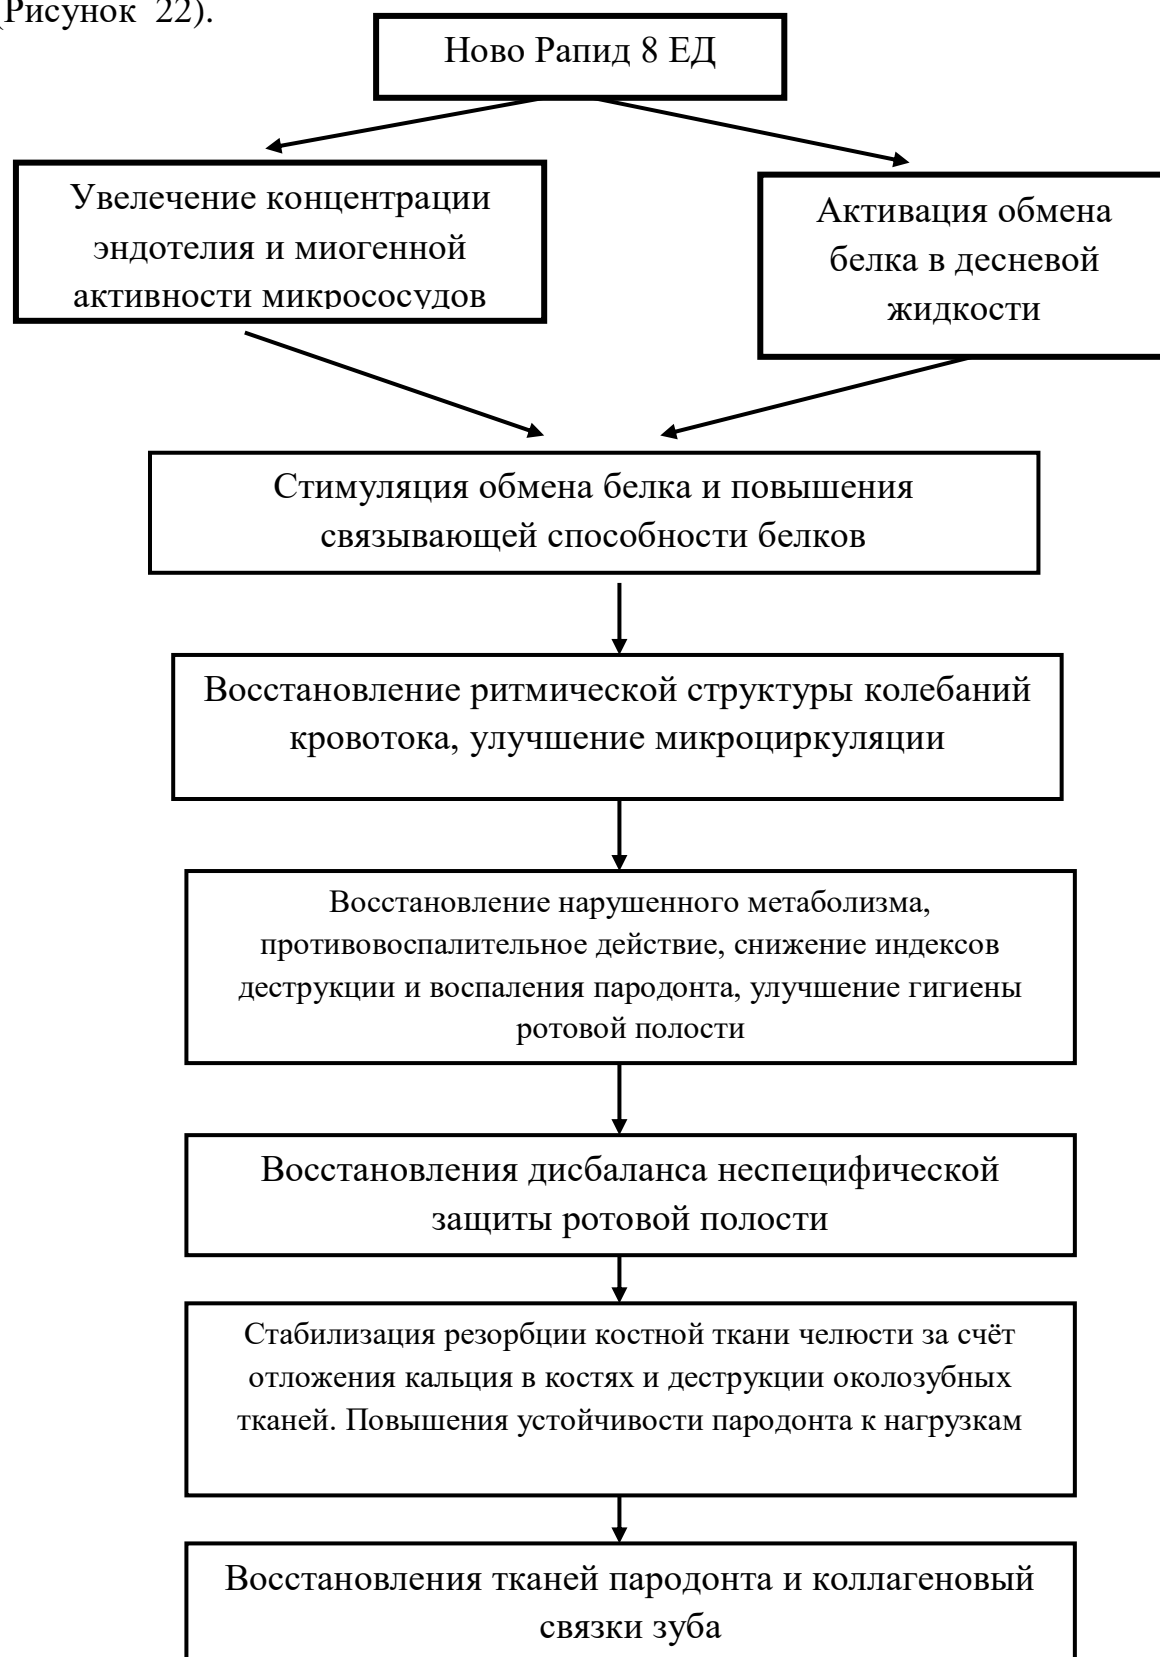 (Рисунок 22).
Ново Рапид 8 ЕД
Увелечение концентрации
эндотелия и миогенной
активности микрососудов
Активация обмена
белка в десневой
жидкости
Стимуляция обмена белка и повышения
связывающей способности белков
Восстановление ритмической структуры колебаний
кровотока, улучшение микроциркуляции
Восстановление нарушенного метаболизма,
противовоспалительное действие, снижение индексов
деструкции и воспаления пародонта, улучшение гигиены
ротовой полости
Восстановления дисбаланса неспецифической
защиты ротовой полости
Стабилизация резорбции костной ткани челюсти за счёт
отложения кальция в костях и деструкции околозубных
тканей. Повышения устойчивости пародонта к нагрузкам
Восстановления тканей пародонта и коллагеновый
связки зуба